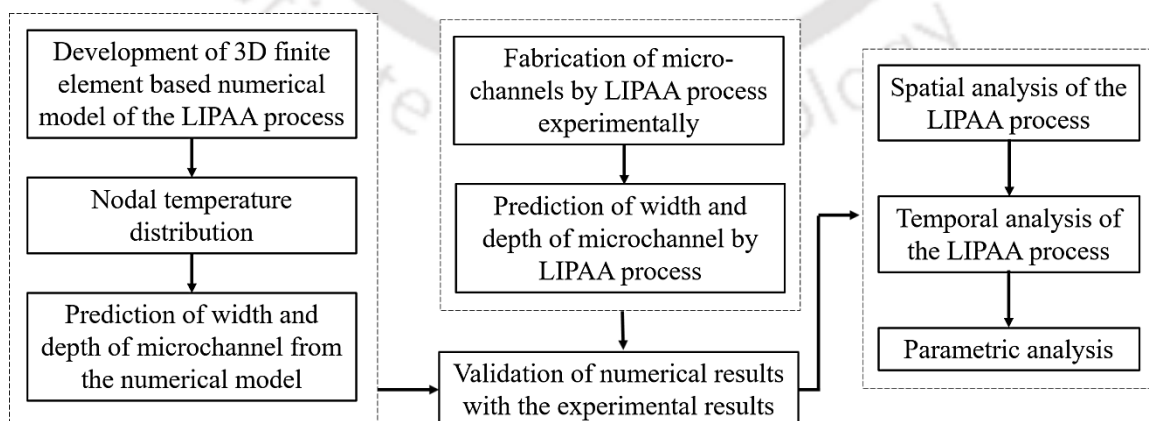 Development of 3D finite
element based numerical
model of the LIPAA process
Nodal temperature
distribution
Prediction of width and
depth of microchannel from
the numerical model
Fabrication of micro-
channels by LIPAA process
experimentally
Prediction of width and
depth of microchannel by
LIPAA process
Validation of numerical results
with the experimental results
Spatial analysis of the
LIPAA process
Temporal analysis of
the LIPAA process
Parametric analysis